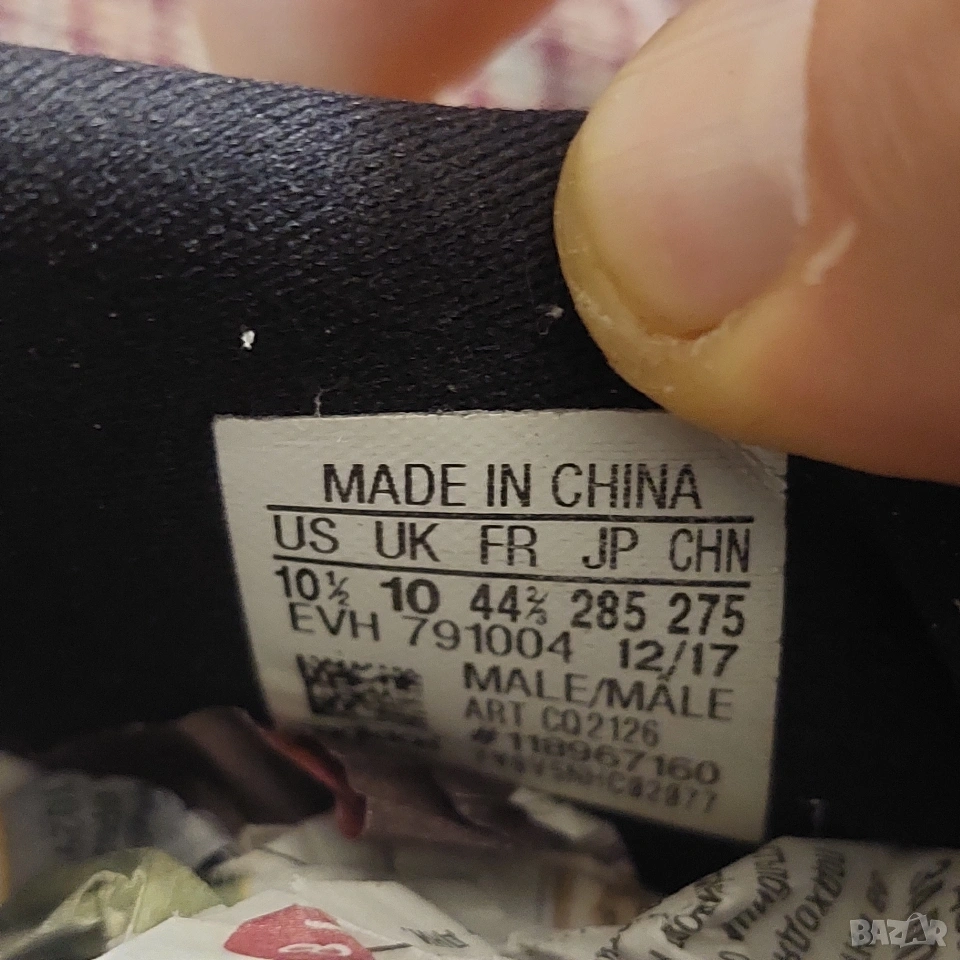 MADE IN CHINA
US UK FR JP CHN
10½ 10 44⅔ 285 275
EVH 791004 12/17
MALE/MÂLE
ART CQ2126
#118967160
BAZAR